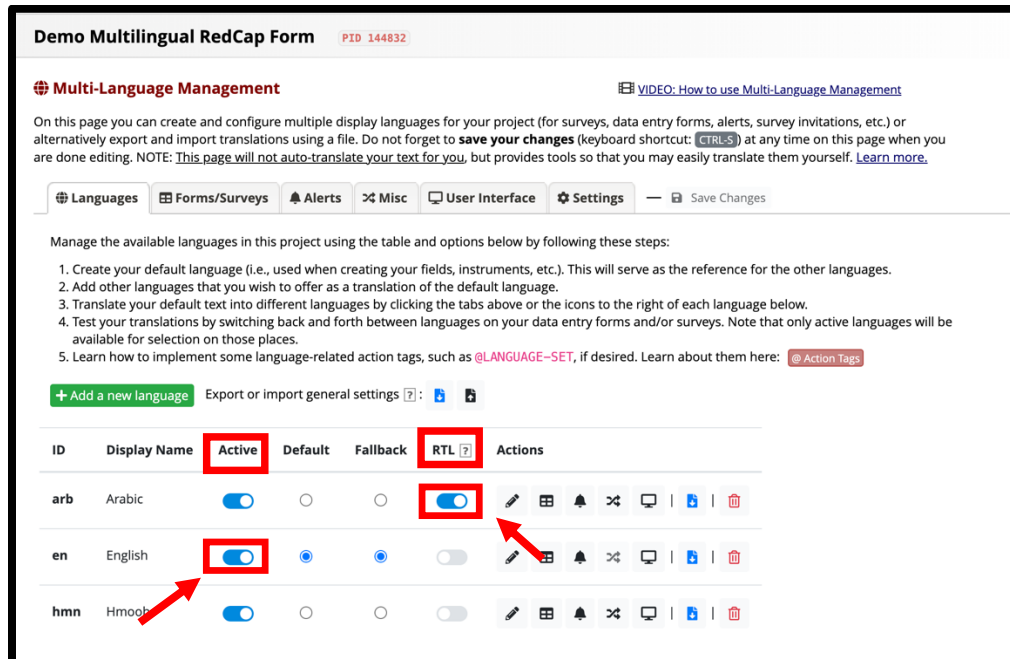 Demo Multilingual RedCap Form PID 144832
Multi-Language Management
VIDEO: How to use Multi-Language Management
On this page you can create and configure multiple display languages for your project (for surveys, data entry forms, alerts, survey invitations, etc.) or
alternatively export and import translations using a file. Do not forget to save your changes (keyboard shortcut: CTRL-S) at any time on this page when you
are done editing. NOTE: This page will not auto-translate your text for you, but provides tools so that you may easily translate them yourself. Learn more.
Languages Forms/Surveys Alerts Misc User Interface Settings — Save Changes
Manage the available languages in this project using the table and options below by following these steps:
1. Create your default language (i.e., used when creating your fields, instruments, etc.). This will serve as the reference for the other languages.
2. Add other languages that you wish to offer as a translation of the default language.
3. Translate your default text into different languages by clicking the tabs above or the icons to the right of each language below.
4. Test your translations by switching back and forth between languages on your data entry forms and/or surveys. Note that only active languages will be
available for selection on those places.
5. Learn how to implement some language-related action tags, such as @LANGUAGE-SET, if desired. Learn about them here: @ Action Tags
+ Add a new language Export or import general settings ? :
ID Display Name Active Default Fallback RTL ? Actions
arb Arabic | |
en English | |
hmn Hmoob | |